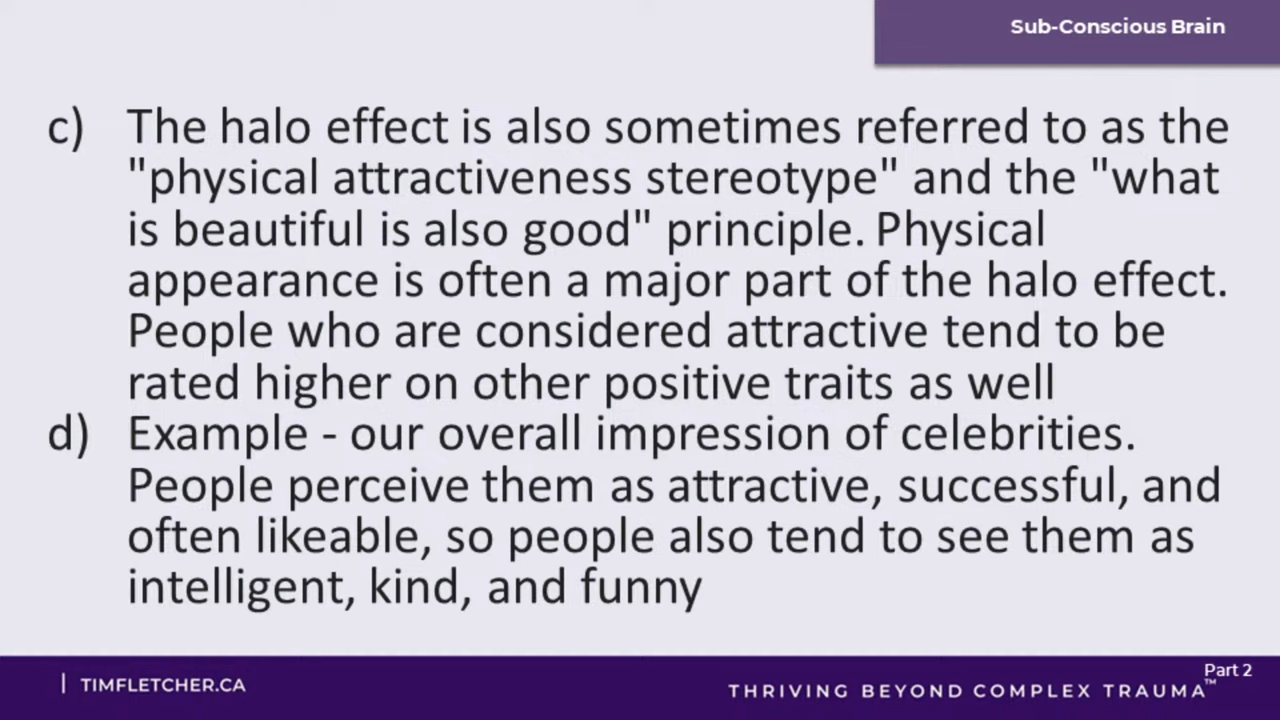 Sub-Conscious Brain
c) The halo effect is also sometimes referred to as the
"physical attractiveness stereotype" and the "what
is beautiful is also good" principle. Physical
appearance is often a major part of the halo effect.
People who are considered attractive tend to be
rated higher on other positive traits as well
d) Example - our overall impression of celebrities.
People perceive them as attractive, successful, and
often likeable, so people also tend to see them as
intelligent, kind, and funny
| TIMFLETCHER.CA
Part 2
THRIVING BEYOND COMPLEX TRAUMA™